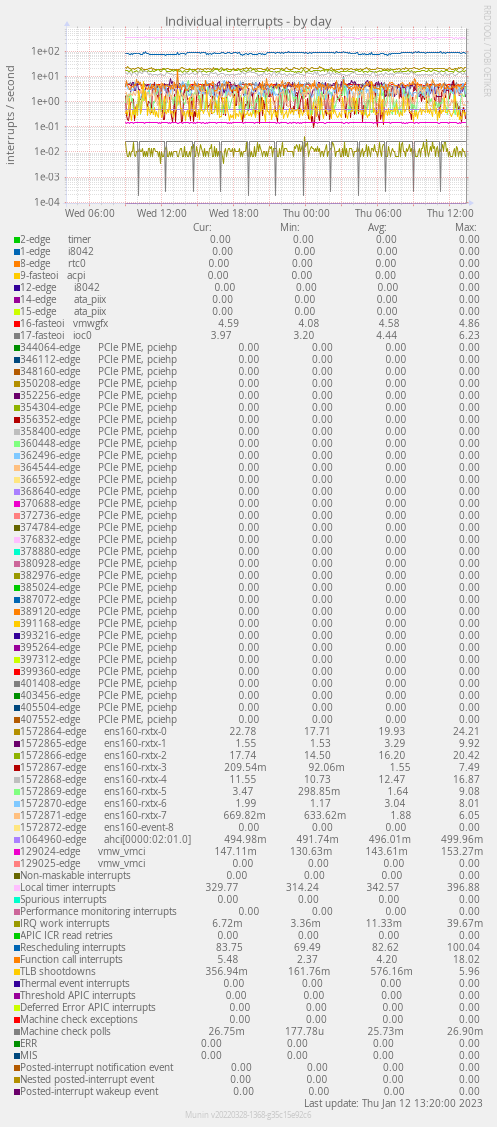 Individual interrupts - by day
RRDTOOL / TOBI OETIKER
interrupts / second
1e+02
1e+01
1e+00
1e-01
1e-02
1e-03
1e-04
Wed 06:00 Wed 12:00 Wed 18:00 Thu 00:00 Thu 06:00 Thu 12:00
Cur: Min: Avg: Max:
2-edge timer 0.00 0.00 0.00 0.00
1-edge i8042 0.00 0.00 0.00 0.00
8-edge rtc0 0.00 0.00 0.00 0.00
9-fasteoi acpi 0.00 0.00 0.00 0.00
12-edge i8042 0.00 0.00 0.00 0.00
14-edge ata_piix 0.00 0.00 0.00 0.00
15-edge ata_piix 0.00 0.00 0.00 0.00
16-fasteoi vmwgfx 4.59 4.08 4.58 4.86
17-fasteoi ioc0 3.97 3.20 4.44 6.23
344064-edge PCIe PME, pciehp 0.00 0.00 0.00 0.00
346112-edge PCIe PME, pciehp 0.00 0.00 0.00 0.00
348160-edge PCIe PME, pciehp 0.00 0.00 0.00 0.00
350208-edge PCIe PME, pciehp 0.00 0.00 0.00 0.00
352256-edge PCIe PME, pciehp 0.00 0.00 0.00 0.00
354304-edge PCIe PME, pciehp 0.00 0.00 0.00 0.00
356352-edge PCIe PME, pciehp 0.00 0.00 0.00 0.00
358400-edge PCIe PME, pciehp 0.00 0.00 0.00 0.00
360448-edge PCIe PME, pciehp 0.00 0.00 0.00 0.00
362496-edge PCIe PME, pciehp 0.00 0.00 0.00 0.00
364544-edge PCIe PME, pciehp 0.00 0.00 0.00 0.00
366592-edge PCIe PME, pciehp 0.00 0.00 0.00 0.00
368640-edge PCIe PME, pciehp 0.00 0.00 0.00 0.00
370688-edge PCIe PME, pciehp 0.00 0.00 0.00 0.00
372736-edge PCIe PME, pciehp 0.00 0.00 0.00 0.00
374784-edge PCIe PME, pciehp 0.00 0.00 0.00 0.00
376832-edge PCIe PME, pciehp 0.00 0.00 0.00 0.00
378880-edge PCIe PME, pciehp 0.00 0.00 0.00 0.00
380928-edge PCIe PME, pciehp 0.00 0.00 0.00 0.00
382976-edge PCIe PME, pciehp 0.00 0.00 0.00 0.00
385024-edge PCIe PME, pciehp 0.00 0.00 0.00 0.00
387072-edge PCIe PME, pciehp 0.00 0.00 0.00 0.00
389120-edge PCIe PME, pciehp 0.00 0.00 0.00 0.00
391168-edge PCIe PME, pciehp 0.00 0.00 0.00 0.00
393216-edge PCIe PME, pciehp 0.00 0.00 0.00 0.00
395264-edge PCIe PME, pciehp 0.00 0.00 0.00 0.00
397312-edge PCIe PME, pciehp 0.00 0.00 0.00 0.00
399360-edge PCIe PME, pciehp 0.00 0.00 0.00 0.00
401408-edge PCIe PME, pciehp 0.00 0.00 0.00 0.00
403456-edge PCIe PME, pciehp 0.00 0.00 0.00 0.00
405504-edge PCIe PME, pciehp 0.00 0.00 0.00 0.00
407552-edge PCIe PME, pciehp 0.00 0.00 0.00 0.00
1572864-edge ens160-rxtx-0 22.78 17.71 19.93 24.21
1572865-edge ens160-rxtx-1 1.55 1.53 3.29 9.92
1572866-edge ens160-rxtx-2 17.74 14.50 16.20 20.42
1572867-edge ens160-rxtx-3 209.54m 92.06m 1.55 7.49
1572868-edge ens160-rxtx-4 11.55 10.73 12.47 16.87
1572869-edge ens160-rxtx-5 3.47 298.85m 1.64 9.08
1572870-edge ens160-rxtx-6 1.99 1.17 3.04 8.01
1572871-edge ens160-rxtx-7 669.82m 633.62m 1.88 6.05
1572872-edge ens160-event-8 0.00 0.00 0.00 0.00
1064960-edge ahci[0000:02:01.0] 494.98m 491.74m 496.01m 499.96m
129024-edge vmw_vmci 147.11m 130.63m 143.61m 153.27m
129025-edge vmw_vmci 0.00 0.00 0.00 0.00
Non-maskable interrupts 0.00 0.00 0.00 0.00
Local timer interrupts 329.77 314.24 342.57 396.88
Spurious interrupts 0.00 0.00 0.00 0.00
Performance monitoring interrupts 0.00 0.00 0.00 0.00
IRQ work interrupts 6.72m 3.36m 11.33m 39.67m
APIC ICR read retries 0.00 0.00 0.00 0.00
Rescheduling interrupts 83.75 69.49 82.62 100.04
Function call interrupts 5.48 2.37 4.20 18.02
TLB shootdowns 356.94m 161.76m 576.16m 5.96
Thermal event interrupts 0.00 0.00 0.00 0.00
Threshold APIC interrupts 0.00 0.00 0.00 0.00
Deferred Error APIC interrupts 0.00 0.00 0.00 0.00
Machine check exceptions 0.00 0.00 0.00 0.00
Machine check polls 26.75m 177.78u 25.73m 26.90m
ERR 0.00 0.00 0.00 0.00
MIS 0.00 0.00 0.00 0.00
Posted-interrupt notification event 0.00 0.00 0.00 0.00
Nested posted-interrupt event 0.00 0.00 0.00 0.00
Posted-interrupt wakeup event 0.00 0.00 0.00 0.00
Last update: Thu Jan 12 13:20:00 2023
Munin v20220328-1368-g35c15e92c6